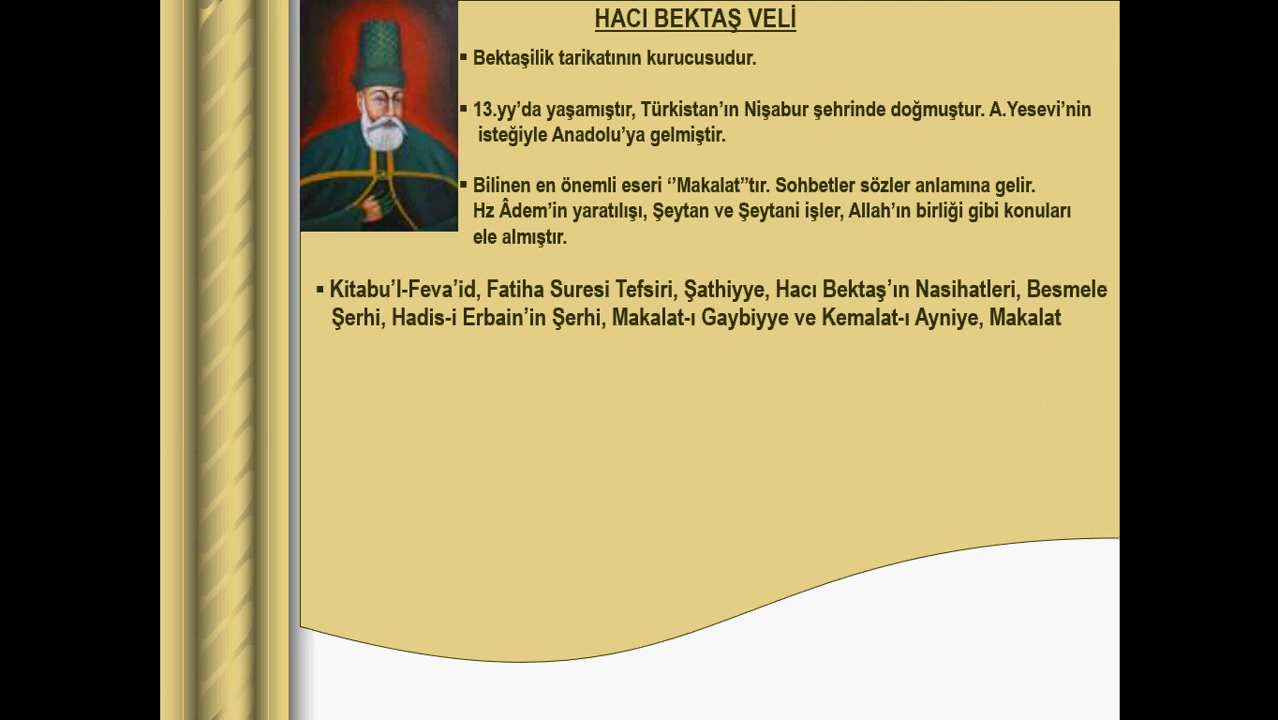 HACI BEKTAŞ VELİ
▪ Bektaşilik tarikatının kurucusudur.
▪ 13.yy’da yaşamıştır, Türkistan’ın Nişabur şehrinde doğmuştur. A.Yesevi’nin
isteğiyle Anadolu’ya gelmiştir.
▪ Bilinen en önemli eseri ‘’Makalat’’tır. Sohbetler sözler anlamına gelir.
Hz Âdem’in yaratılışı, Şeytan ve Şeytani işler, Allah’ın birliği gibi konuları
ele almıştır.
▪ Kitabu’l-Feva’id, Fatiha Suresi Tefsiri, Şathiyye, Hacı Bektaş’ın Nasihatleri, Besmele
Şerhi, Hadis-i Erbain’in Şerhi, Makalat-ı Gaybiyye ve Kemalat-ı Ayniye, Makalat